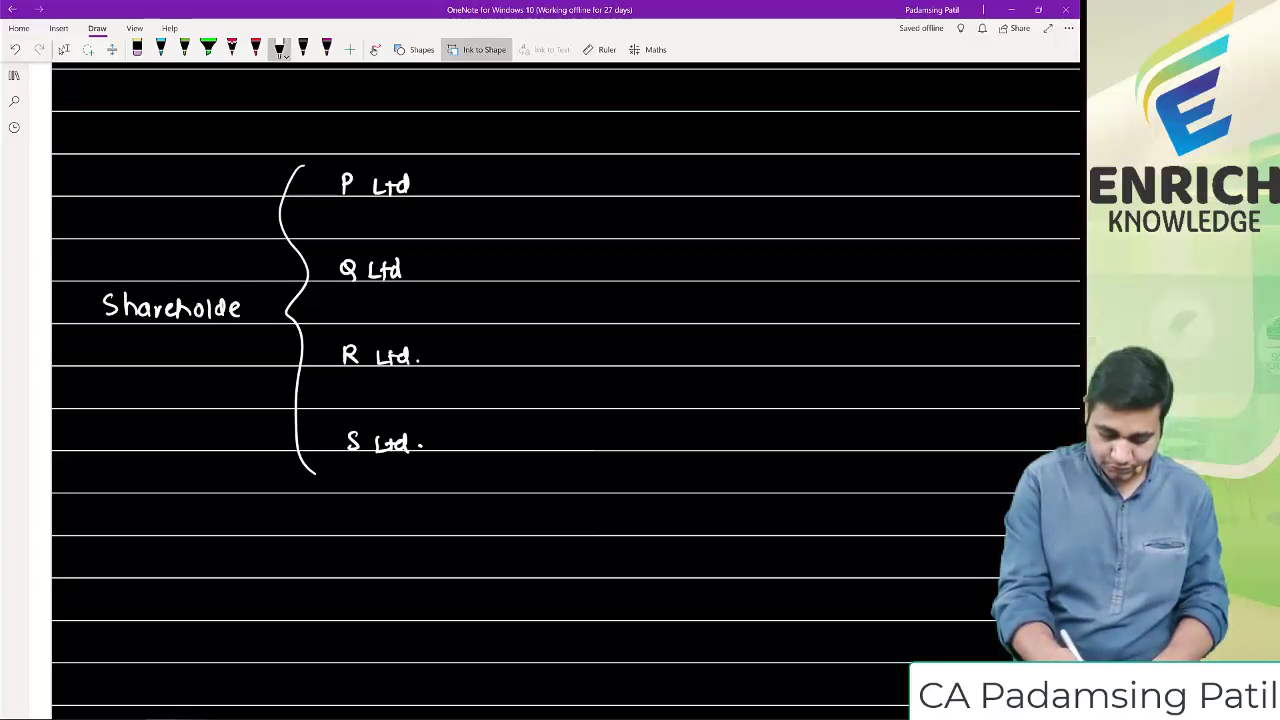 OneNote for Windows 10 (Working offline for 27 days)
Padamsing Patil
Home Insert Draw View Help
Saved offline
Share
Shapes
Ink to Shape
Ink to Text
Ruler
Maths
P Ltd
Q Ltd
Shareholde
R Ltd.
S Ltd.
ENRICH
KNOWLEDGE
CA Padamsing Patil